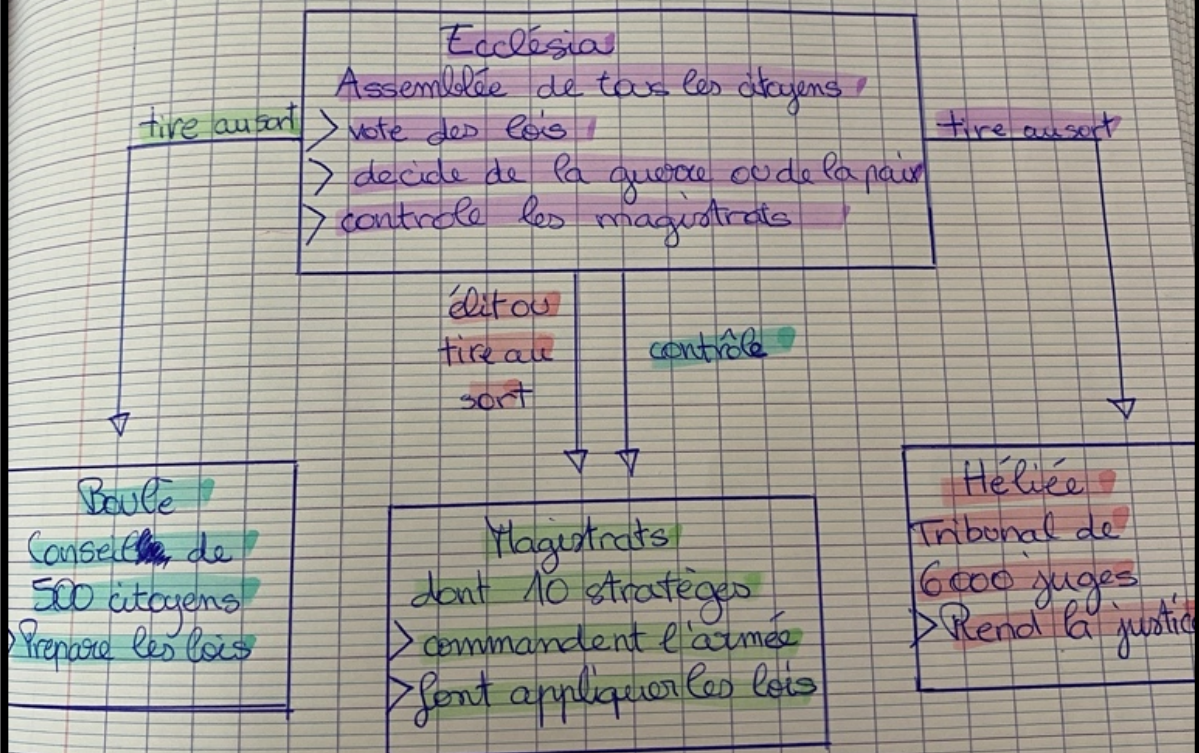 Ecclésia
Assemblée de tous les citoyens
tire au sort
> vote des lois
tire au sort
> décide de la guerre ou de la paix
> controle les magistrats
élit ou
tire au
sort
contrôle
Boulè
Conseil de
500 citoyens
> Prepare les lois
Magistrats
dont 10 stratèges
> commandent l'armée
> font appliquer les lois
Héliée
Tribunal de
6000 juges
> Rend la justice